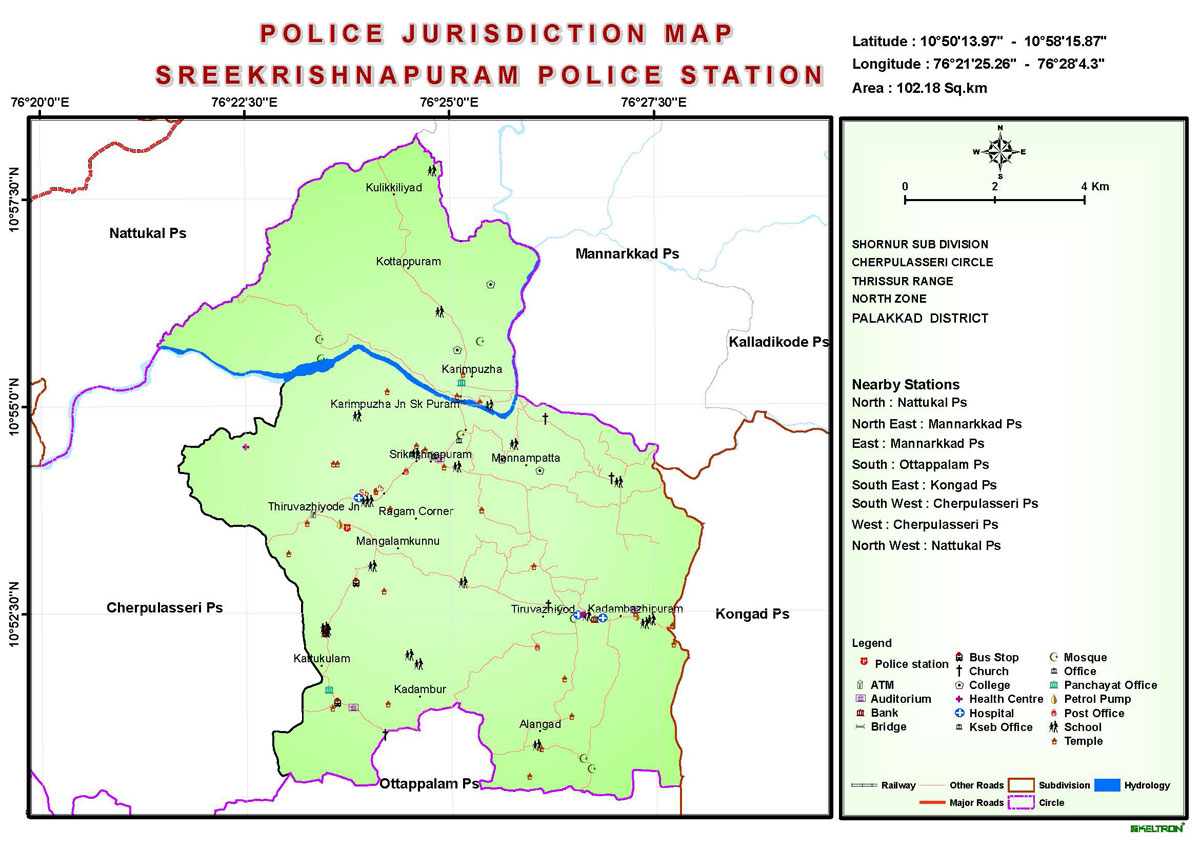 POLICE JURISDICTION MAP
SREEKRISHNAPURAM POLICE STATION
Latitude : 10°50'13.97" - 10°58'15.87"
Longitude : 76°21'25.26" - 76°28'4.3"
Area : 102.18 Sq.km
76°20'0"E
76°22'30"E
76°25'0"E
76°27'30"E
10°57'30"N
10°55'0"N
10°52'30"N
Kulikkiliyad
Nattukal Ps
Kottappuram
Mannarkkad Ps
Kalladikode Ps
Karimpuzha
Karimpuzha Jn Sk Puram
Srikrishnapuram
Mannampatta
Thiruvazhiyode Jn
Ragam Corner
Mangalamkunnu
Cherpulasseri Ps
Tiruvazhiyod
Kadambazhipuram
Kongad Ps
Kattukulam
Kadambur
Alangad
Ottappalam Ps
N
W
E
S
0
2
4 Km
SHORNUR SUB DIVISION
CHERPULASSERI CIRCLE
THRISSUR RANGE
NORTH ZONE
PALAKKAD DISTRICT
Nearby Stations
North : Nattukal Ps
North East : Mannarkkad Ps
East : Mannarkkad Ps
South : Ottappalam Ps
South East : Kongad Ps
South West : Cherpulasseri Ps
West : Cherpulasseri Ps
North West : Nattukal Ps
Legend
Police station
ATM
Auditorium
Bank
Bridge
Bus Stop
Church
College
Health Centre
Hospital
Kseb Office
Mosque
Office
Panchayat Office
Petrol Pump
Post Office
School
Temple
Railway
Other Roads
Subdivision
Hydrology
Major Roads
Circle
KELTRON